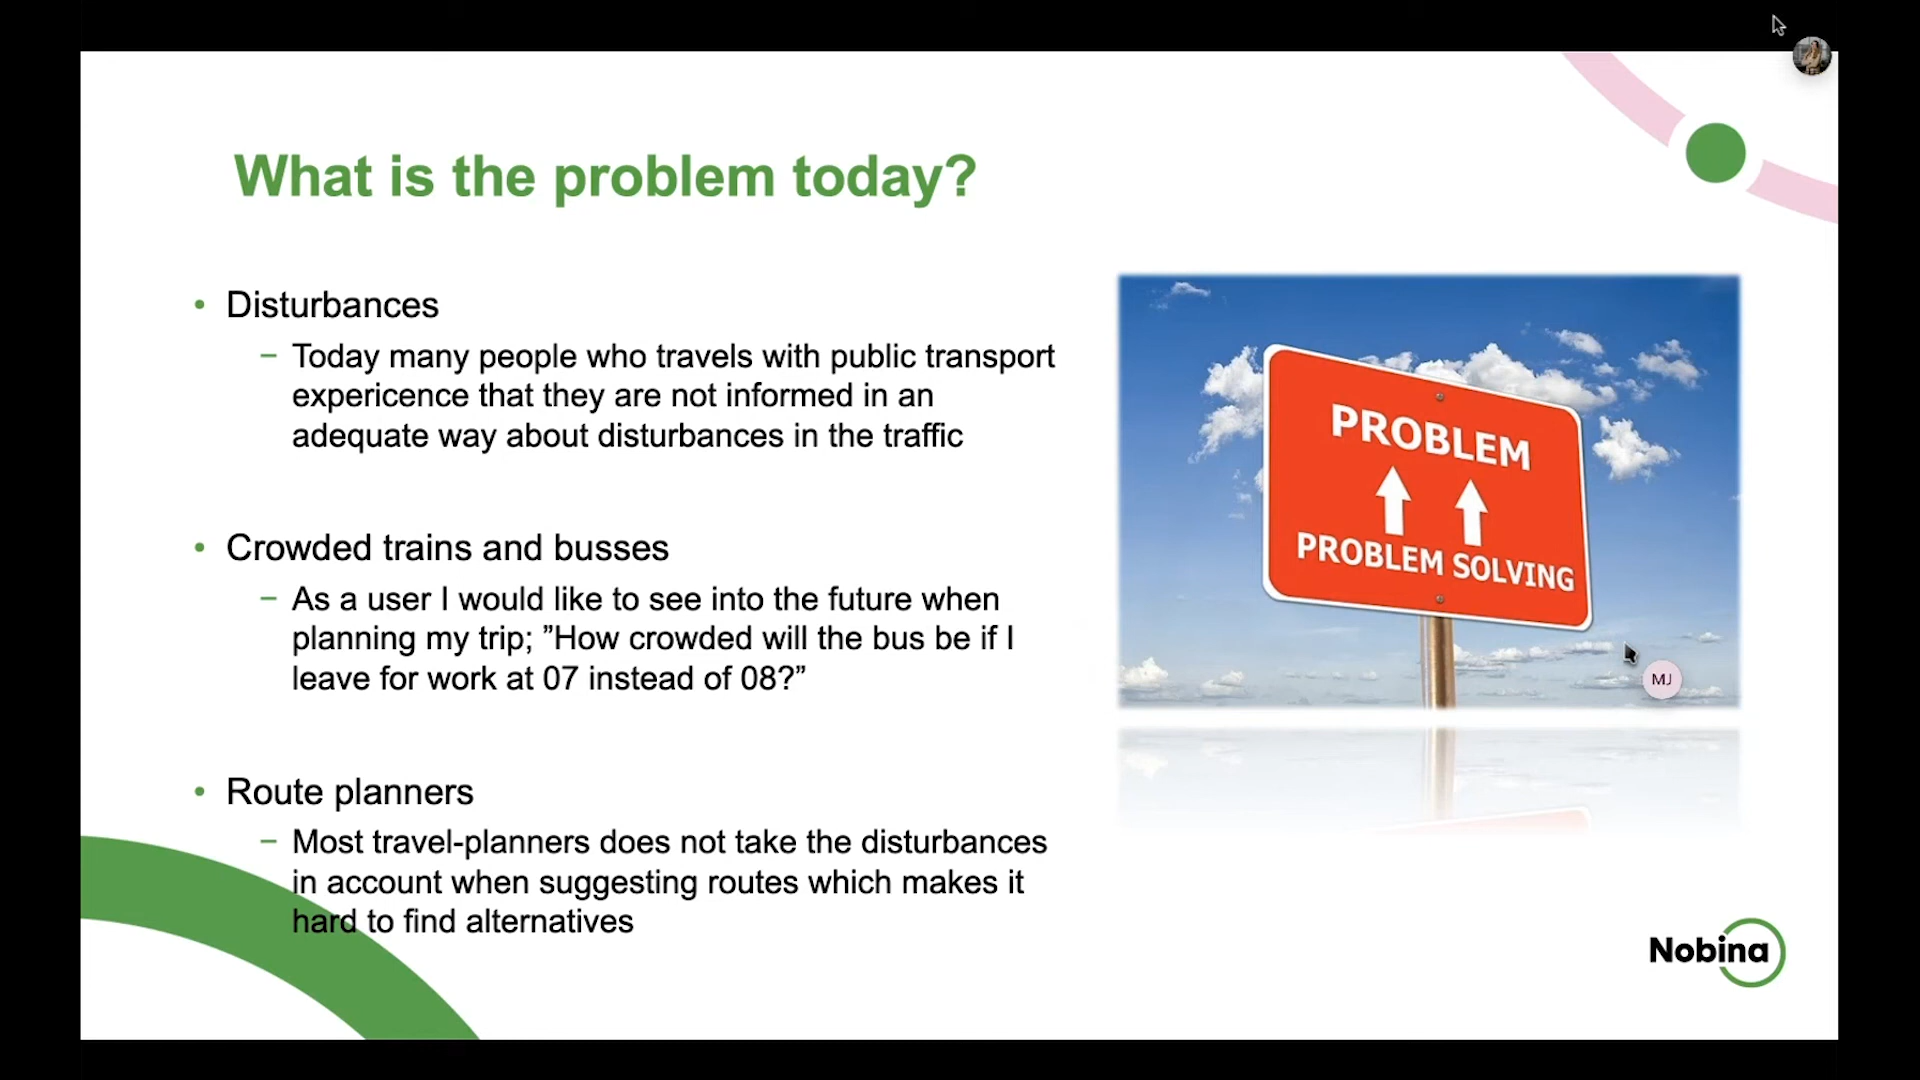 What is the problem today?
• Disturbances
– Today many people who travels with public transport
expericence that they are not informed in an
adequate way about disturbances in the traffic
• Crowded trains and busses
– As a user I would like to see into the future when
planning my trip; ”How crowded will the bus be if I
leave for work at 07 instead of 08?”
• Route planners
– Most travel-planners does not take the disturbances
in account when suggesting routes which makes it
hard to find alternatives
PROBLEM
PROBLEM SOLVING
MJ
Nobina